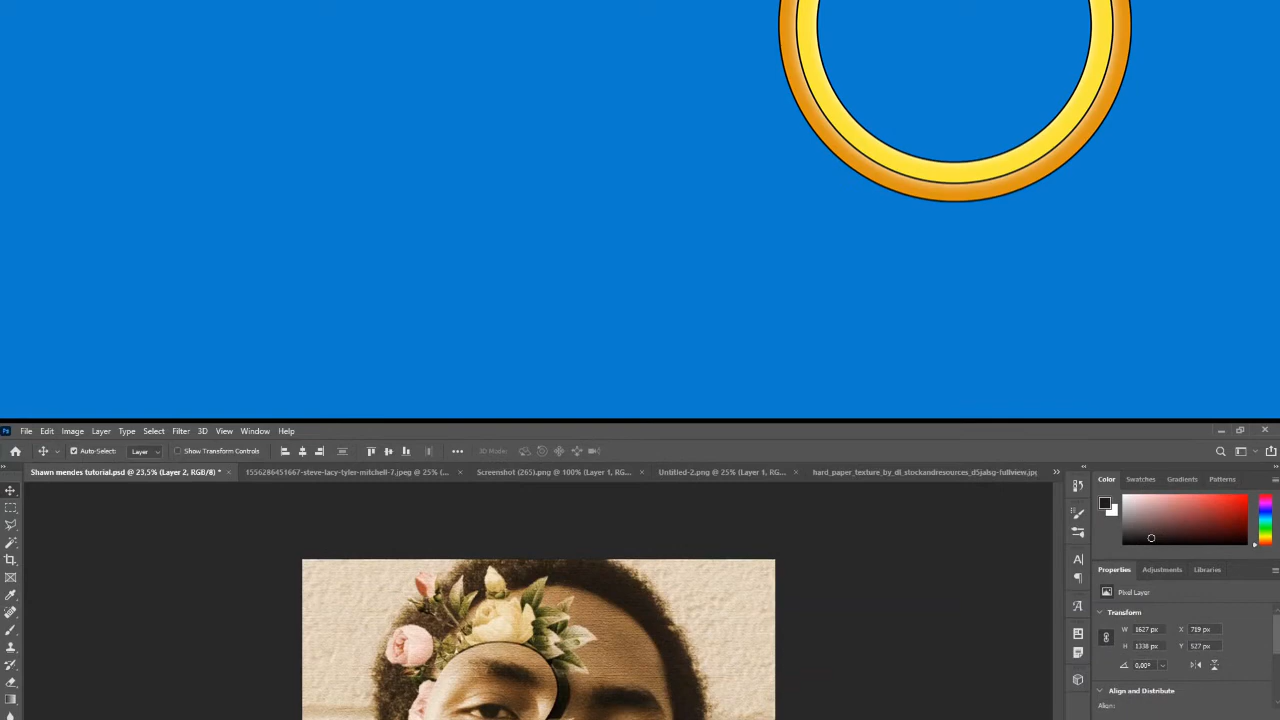 Ps File Edit Image Layer Type Select Filter 3D View Window Help
Auto-Select: Layer Show Transform Controls 3D Mode:
Shawn mendes tutorial.psd @ 23,5% (Layer 2, RGB/8) * × 1556286451667-steve-lacy-tyler-mitchell-7.jpeg @ 25% (... × Screenshot (265).png @ 100% (Layer 1, RG... × Untitled-2.png @ 25% (Layer 1, RG... × hard_paper_texture_by_dl_stockandresources_d5jalsg-fullview.jpg
Color Swatches Gradients Patterns
Properties Adjustments Libraries
Pixel Layer
Transform
W 1627 px X 719 px
H 1338 px Y 527 px
0,00°
Align and Distribute
Align: